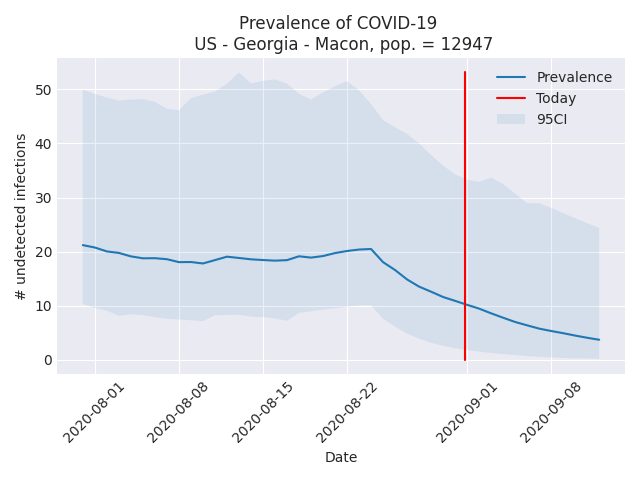 Prevalence of COVID-19
US - Georgia - Macon, pop. = 12947
Prevalence
Today
95CI
# undetected infections
50
40
30
20
10
0
2020-08-01
2020-08-08
2020-08-15
2020-08-22
2020-09-01
2020-09-08
Date